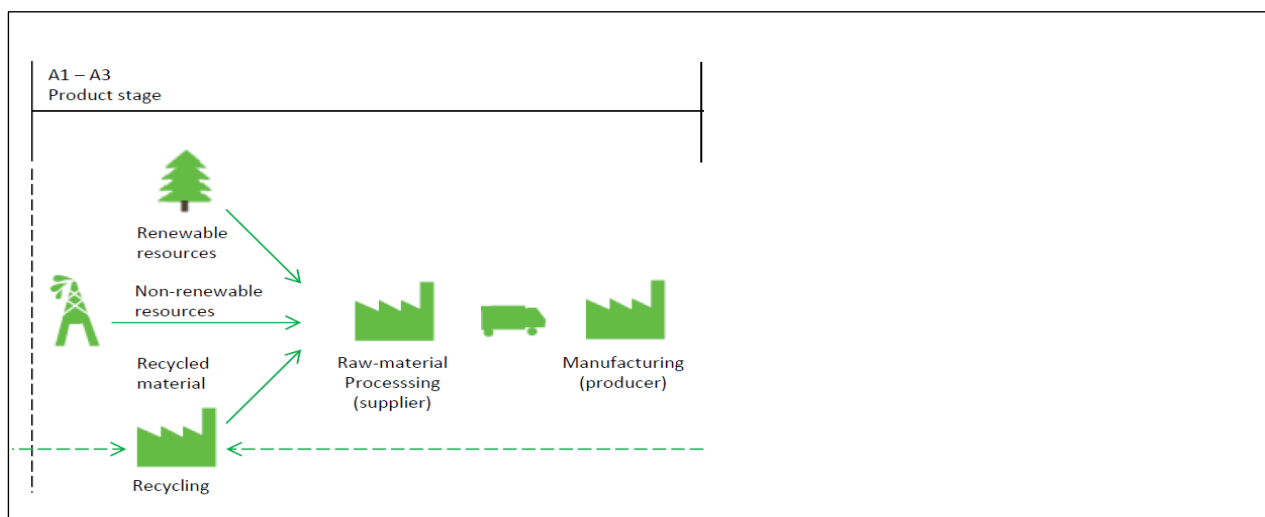 A1 – A3
Product stage
Renewable
resources
Non-renewable
resources
Recycled
material
Raw-material
Processsing
(supplier)
Manufacturing
(producer)
Recycling